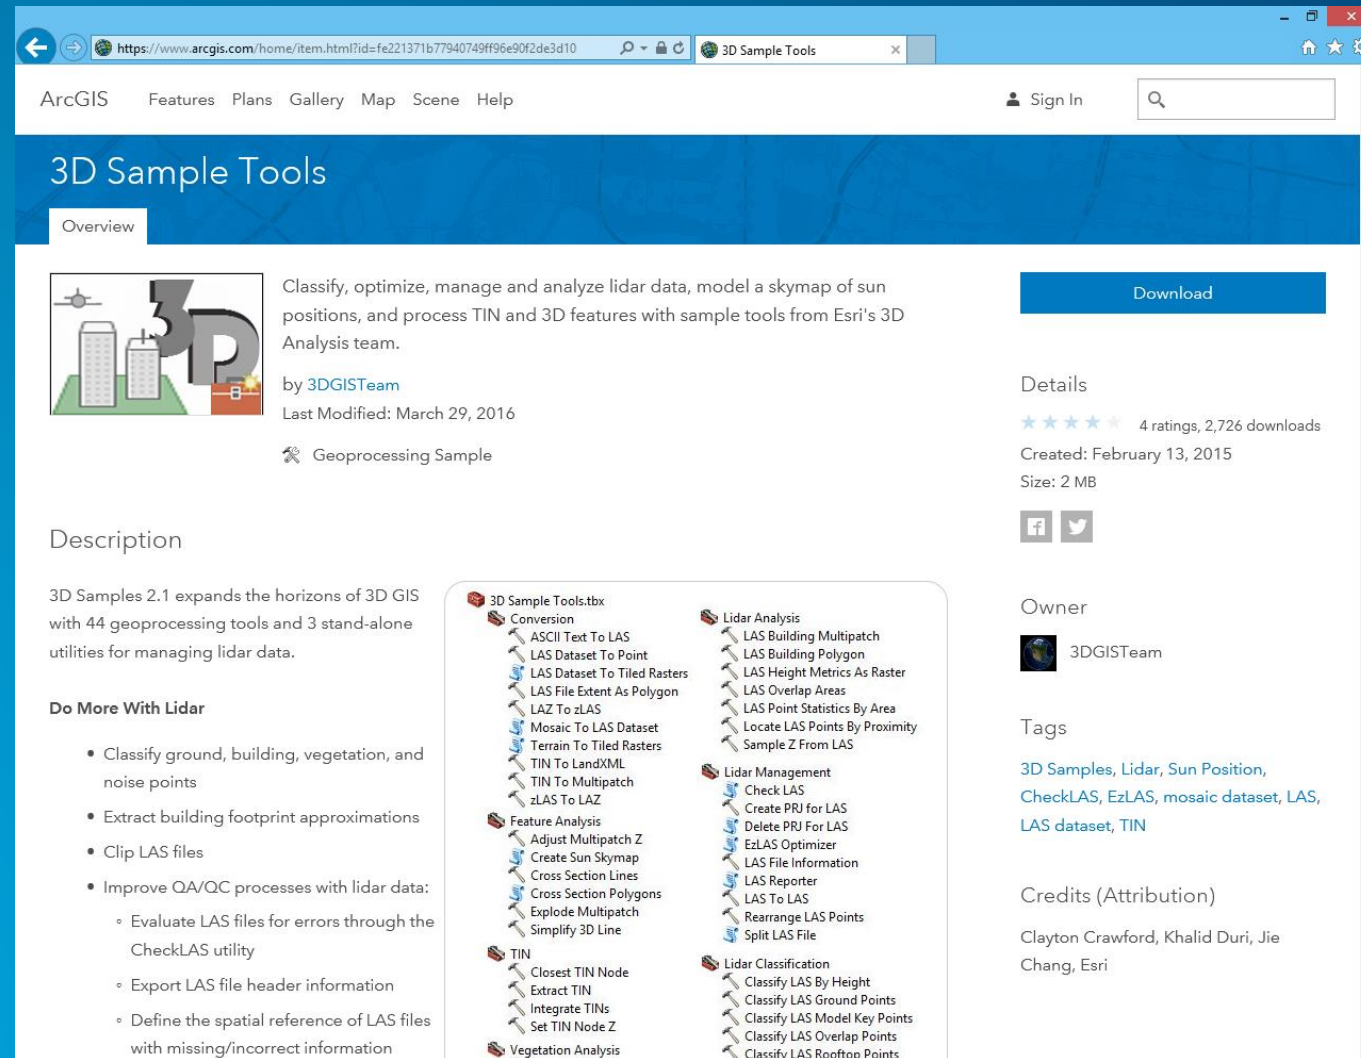 https://www.arcgis.com/home/item.html?id=fe221371b77940749ff96e90f2de3d10
3D Sample Tools
ArcGIS Features Plans Gallery Map Scene Help Sign In
3D Sample Tools
Overview
3D
Classify, optimize, manage and analyze lidar data, model a skymap of sun
positions, and process TIN and 3D features with sample tools from Esri's 3D
Analysis team.
by 3DGISTeam
Last Modified: March 29, 2016
Geoprocessing Sample
Download
Details
4 ratings, 2,726 downloads
Created: February 13, 2015
Size: 2 MB
Description
3D Samples 2.1 expands the horizons of 3D GIS
with 44 geoprocessing tools and 3 stand-alone
utilities for managing lidar data.
Do More With Lidar
• Classify ground, building, vegetation, and
noise points
• Extract building footprint approximations
• Clip LAS files
• Improve QA/QC processes with lidar data:
◦ Evaluate LAS files for errors through the
CheckLAS utility
◦ Export LAS file header information
◦ Define the spatial reference of LAS files
with missing/incorrect information
3D Sample Tools.tbx
Conversion
ASCII Text To LAS
LAS Dataset To Point
LAS Dataset To Tiled Rasters
LAS File Extent As Polygon
LAZ To zLAS
Mosaic To LAS Dataset
Terrain To Tiled Rasters
TIN To LandXML
TIN To Multipatch
zLAS To LAZ
Feature Analysis
Adjust Multipatch Z
Create Sun Skymap
Cross Section Lines
Cross Section Polygons
Explode Multipatch
Simplify 3D Line
TIN
Closest TIN Node
Extract TIN
Integrate TINs
Set TIN Node Z
Vegetation Analysis
Lidar Analysis
LAS Building Multipatch
LAS Building Polygon
LAS Height Metrics As Raster
LAS Overlap Areas
LAS Point Statistics By Area
Locate LAS Points By Proximity
Sample Z From LAS
Lidar Management
Check LAS
Create PRJ for LAS
Delete PRJ For LAS
EzLAS Optimizer
LAS File Information
LAS Reporter
LAS To LAS
Rearrange LAS Points
Split LAS File
Lidar Classification
Classify LAS By Height
Classify LAS Ground Points
Classify LAS Model Key Points
Classify LAS Overlap Points
Classify LAS Rooftop Points
Owner
3DGISTeam
Tags
3D Samples, Lidar, Sun Position,
CheckLAS, EzLAS, mosaic dataset, LAS,
LAS dataset, TIN
Credits (Attribution)
Clayton Crawford, Khalid Duri, Jie
Chang, Esri